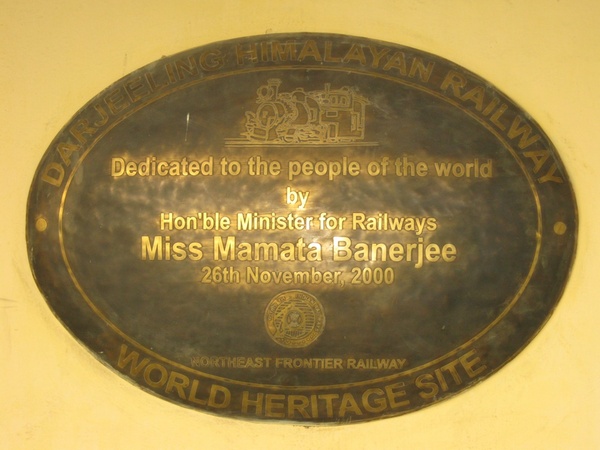 DARJEELING HIMALAYAN RAILWAY
Dedicated to the people of the world
by
Hon'ble Minister for Railways
Miss Mamata Banerjee
26th November, 2000
NORTHEAST FRONTIER RAILWAY
WORLD HERITAGE SITE